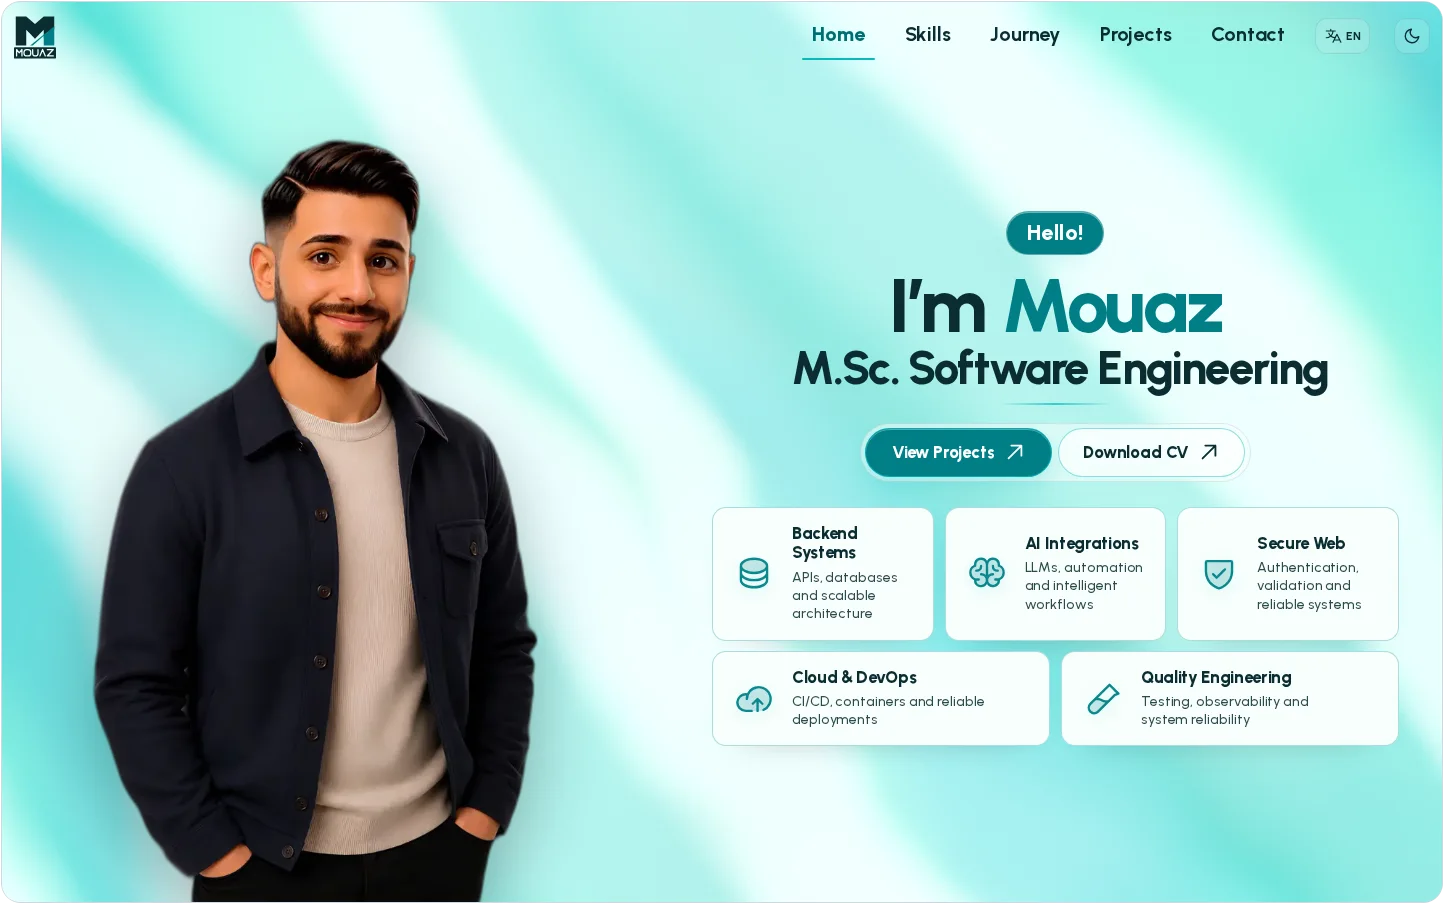 MOUAZ
Home
Skills
Journey
Projects
Contact
EN
Hello!
I'm Mouaz
M.Sc. Software Engineering
View Projects
Download CV
Backend
Systems
APIs, databases
and scalable
architecture
AI Integrations
LLMs, automation
and intelligent
workflows
Secure Web
Authentication,
validation and
reliable systems
Cloud & DevOps
CI/CD, containers and reliable
deployments
Quality Engineering
Testing, observability and
system reliability